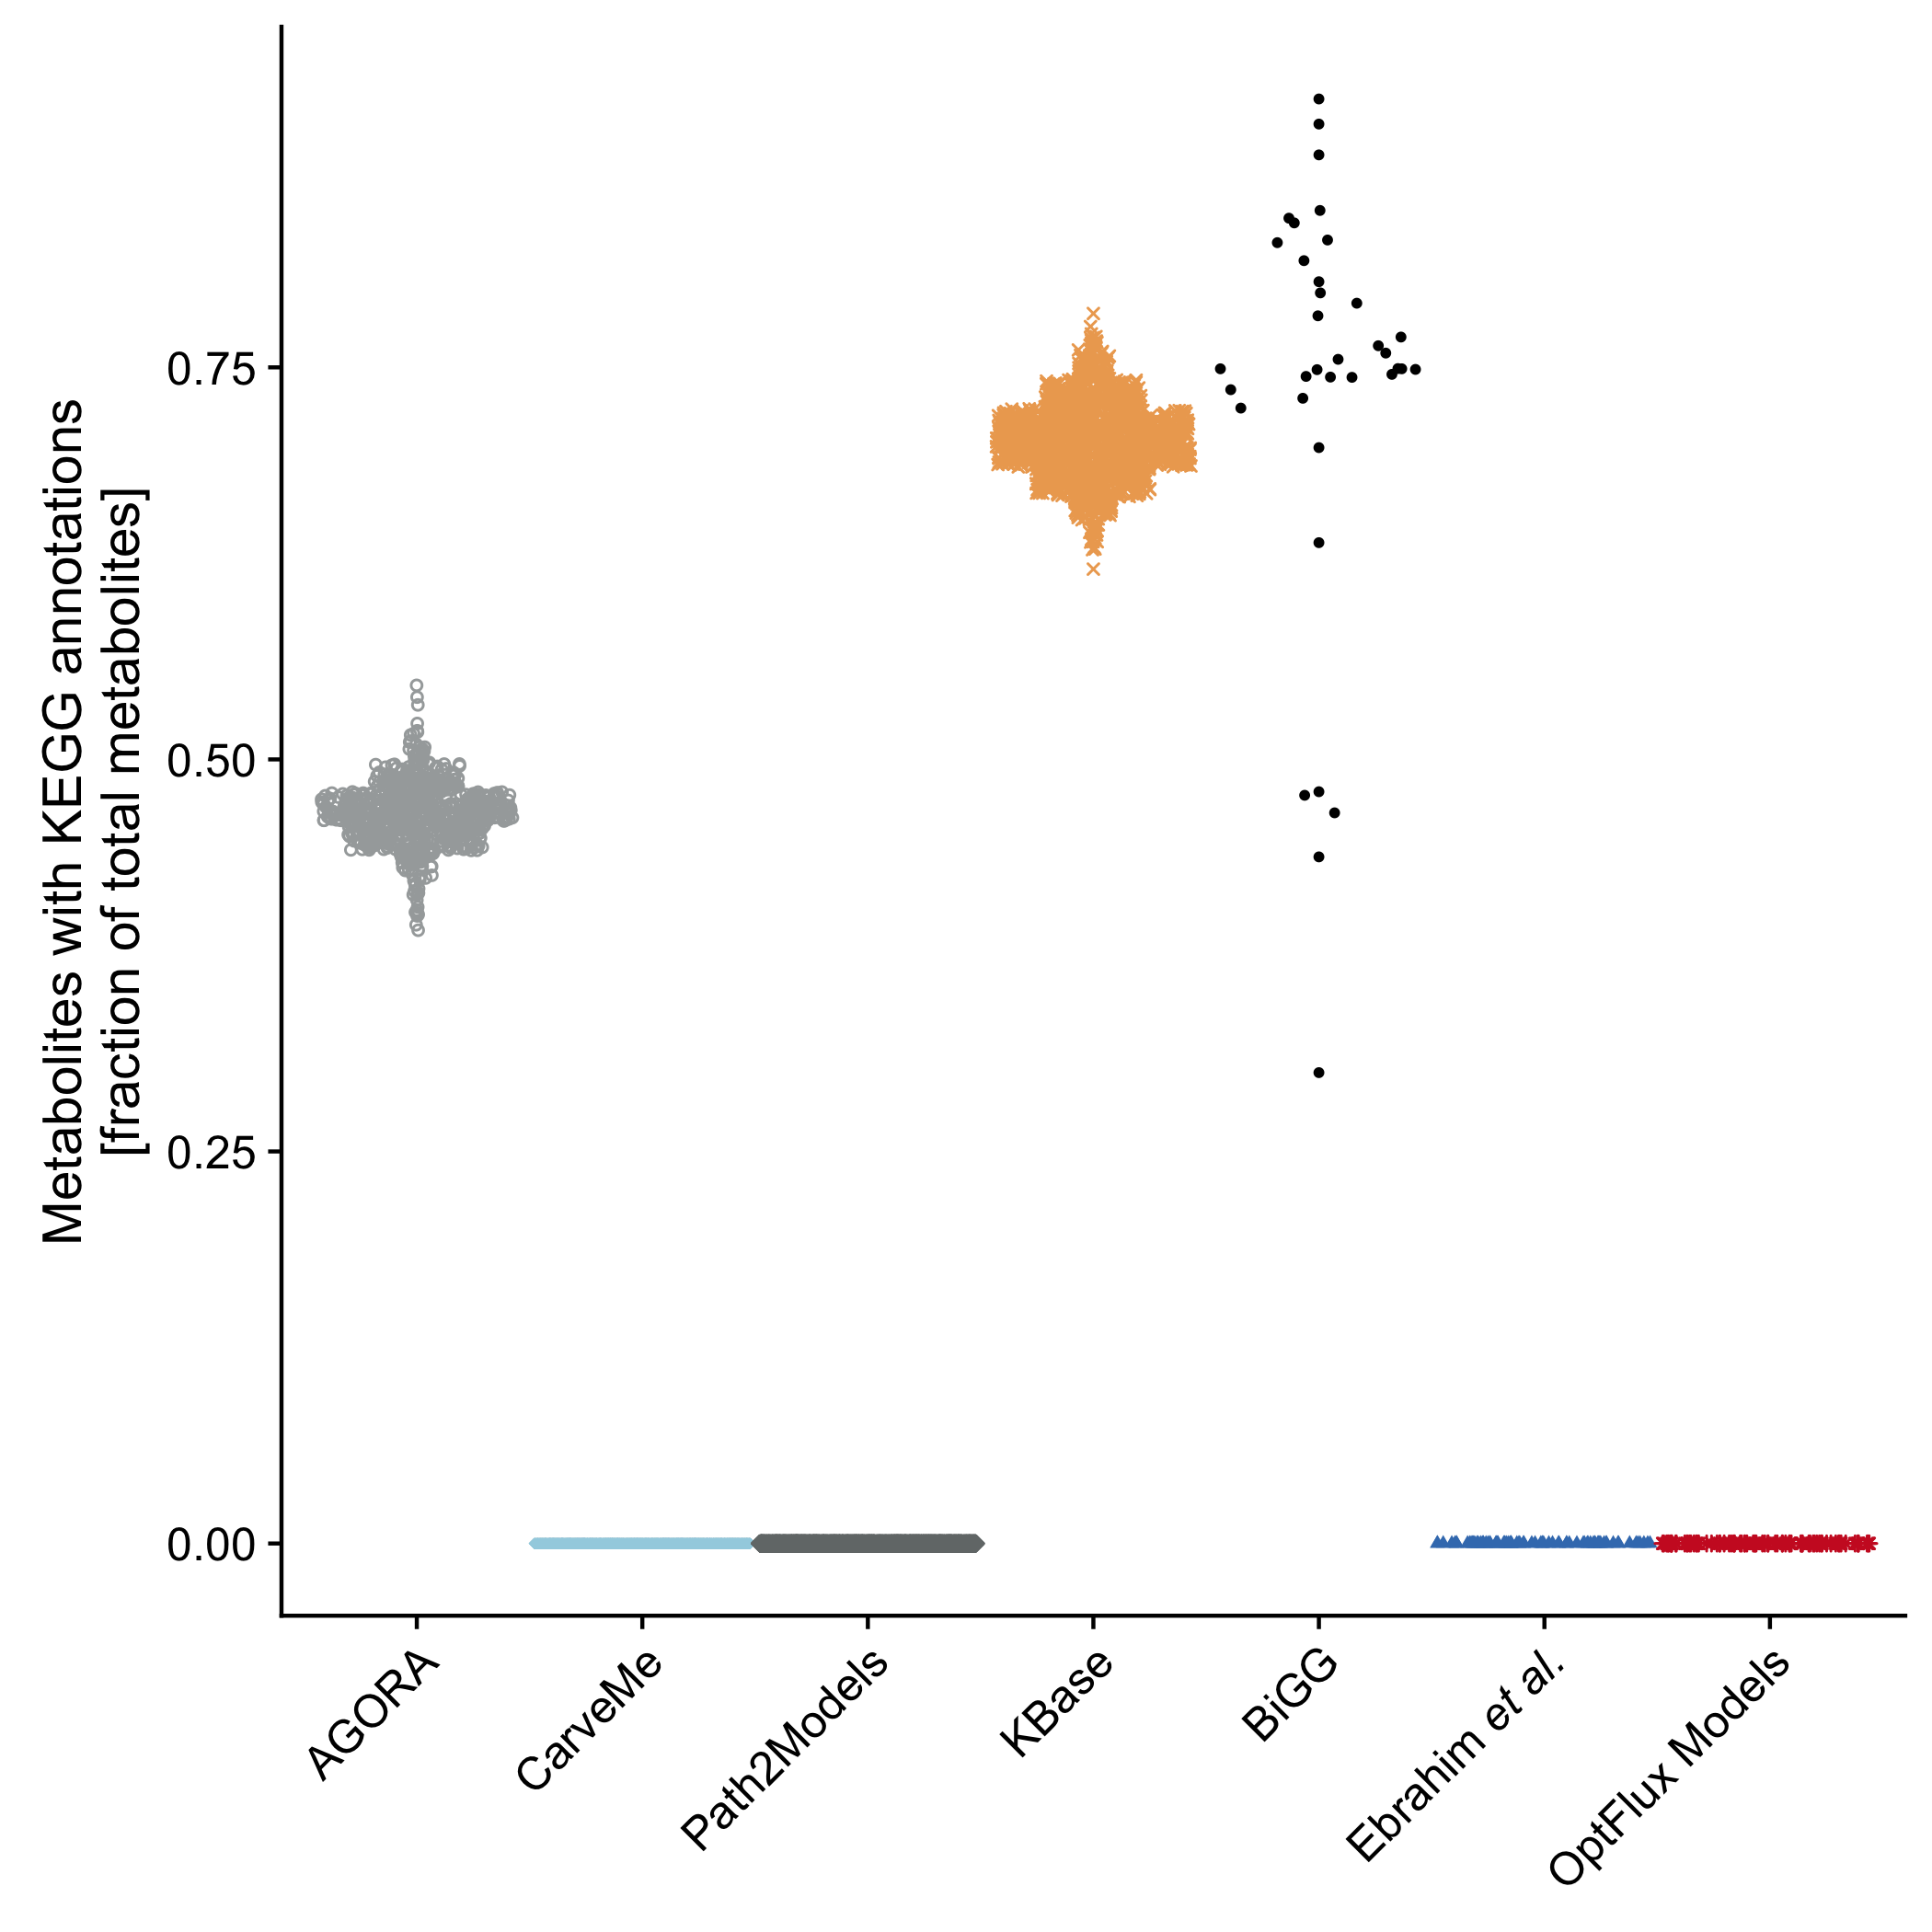 Metabolites with KEGG annotations
[fraction of total metabolites]
0.75
0.50
0.25
0.00
AGORA
CarveMe
Path2Models
KBase
BiGG
Ebrahim et al.
OptFlux Models